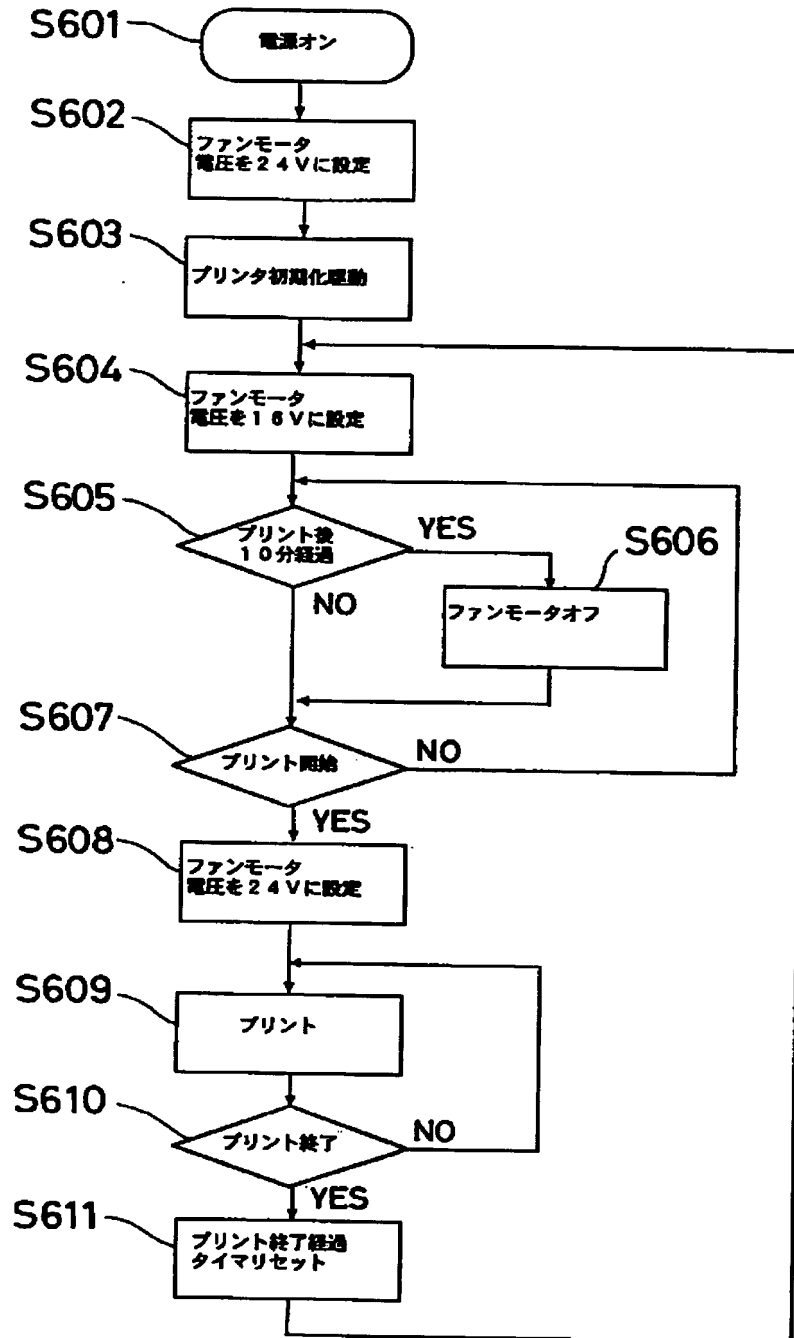 S601
電源オン
S602
ファンモータ
電圧を24Vに設定
S603
プリンタ初期化駆動
S604
ファンモータ
電圧を16Vに設定
S605
プリント後
10分経過
YES
S606
ファンモータオフ
NO
S607
プリント開始
NO
YES
S608
ファンモータ
電圧を24Vに設定
S609
プリント
S610
プリント終了
NO
YES
S611
プリント終了経過
タイマリセット